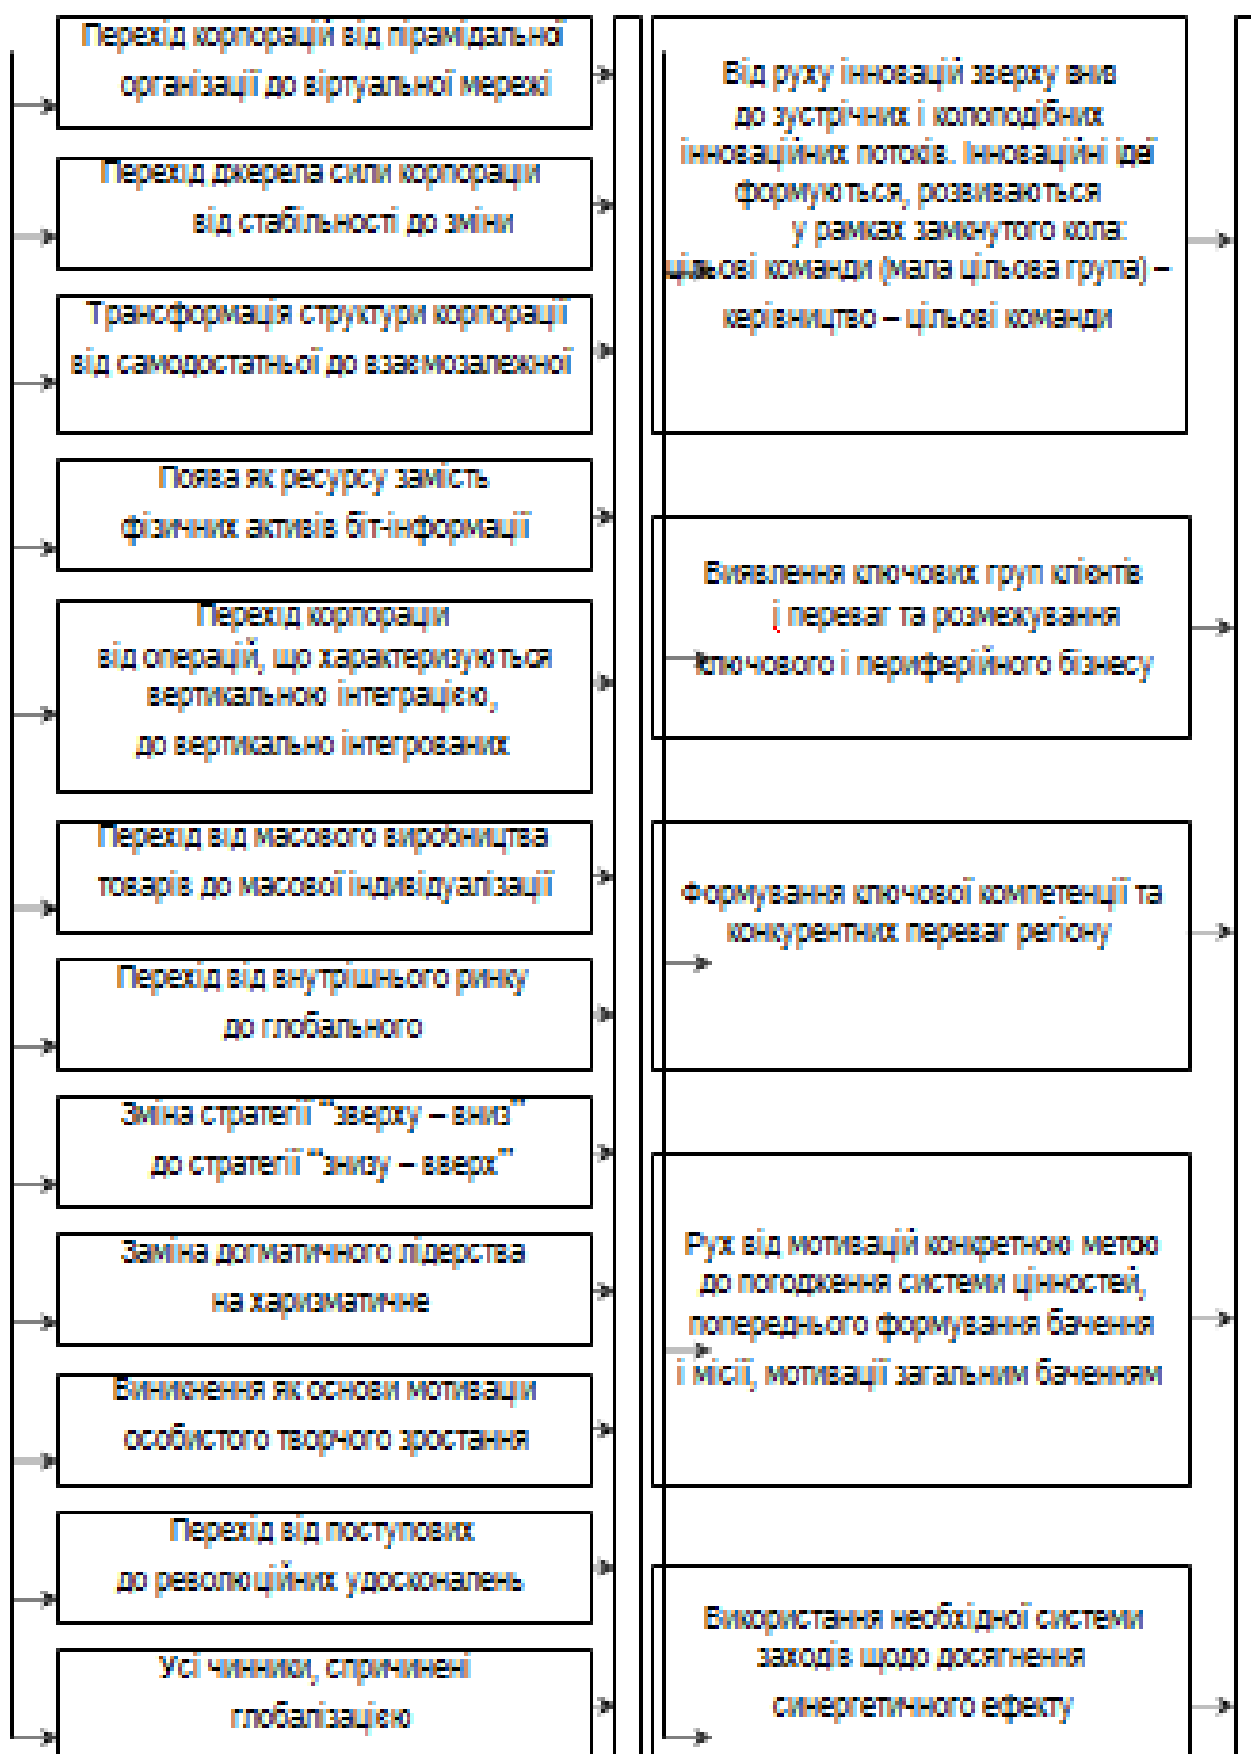 Перехід корпорацій від пірамідальної
організації до віртуальної мережі
Перехід джерела сили корпорації
від стабільності до зміни
Трансформація структури корпорації
від самодостатньої до взаємозалежної
Поява як ресурсу замість
фізичних активів біт-інформації
Перехід корпорації
від операцій, що характеризуються
вертикальною інтеграцією,
до вертикально інтегрованих
Перехід від масового виробництва
товарів до масової індивідуалізації
Перехід від внутрішнього ринку
до глобального
Зміна стратегії "зверху – вниз"
до стратегії "знизу – вверх"
Заміна догматичного лідерства
на харизматичне
Виникнення як основи мотивації
особистого творчого зростання
Перехід від поступових
до революційних удосконалень
Усі чинники, спричинені
глобалізацією
Від руху інновацій зверху вниз
до зустрічних і колоподібних
інноваційних потоків. Інноваційні ідеї
формуються, розвиваються
у рамках замкнутого кола:
цільові команди (мала цільова група) –
керівництво – цільові команди
Виявлення ключових груп клієнтів
і переваг та розмежування
ключового і периферійного бізнесу
Формування ключової компетенції та
конкурентних переваг регіону
Рух від мотивацій конкретною метою
до погодження системи цінностей,
попереднього формування бачення
і місії, мотивації загальним баченням
Використання необхідної системи
заходів щодо досягнення
синергетичного ефекту